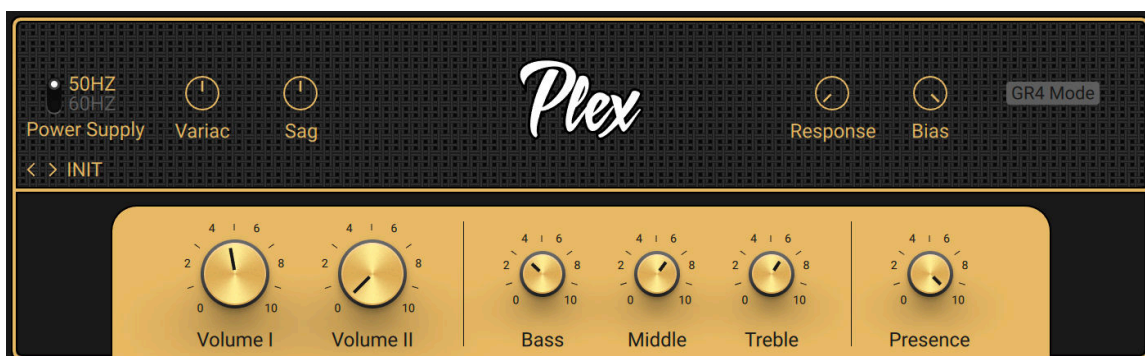 50HZ
60HZ
Power Supply
Variac
Sag
Plex
Response
Bias
GR4 Mode
< > INIT
0 2 4 6 8 10
Volume I
0 2 4 6 8 10
Volume II
0 2 4 6 8 10
Bass
0 2 4 6 8 10
Middle
0 2 4 6 8 10
Treble
0 2 4 6 8 10
Presence